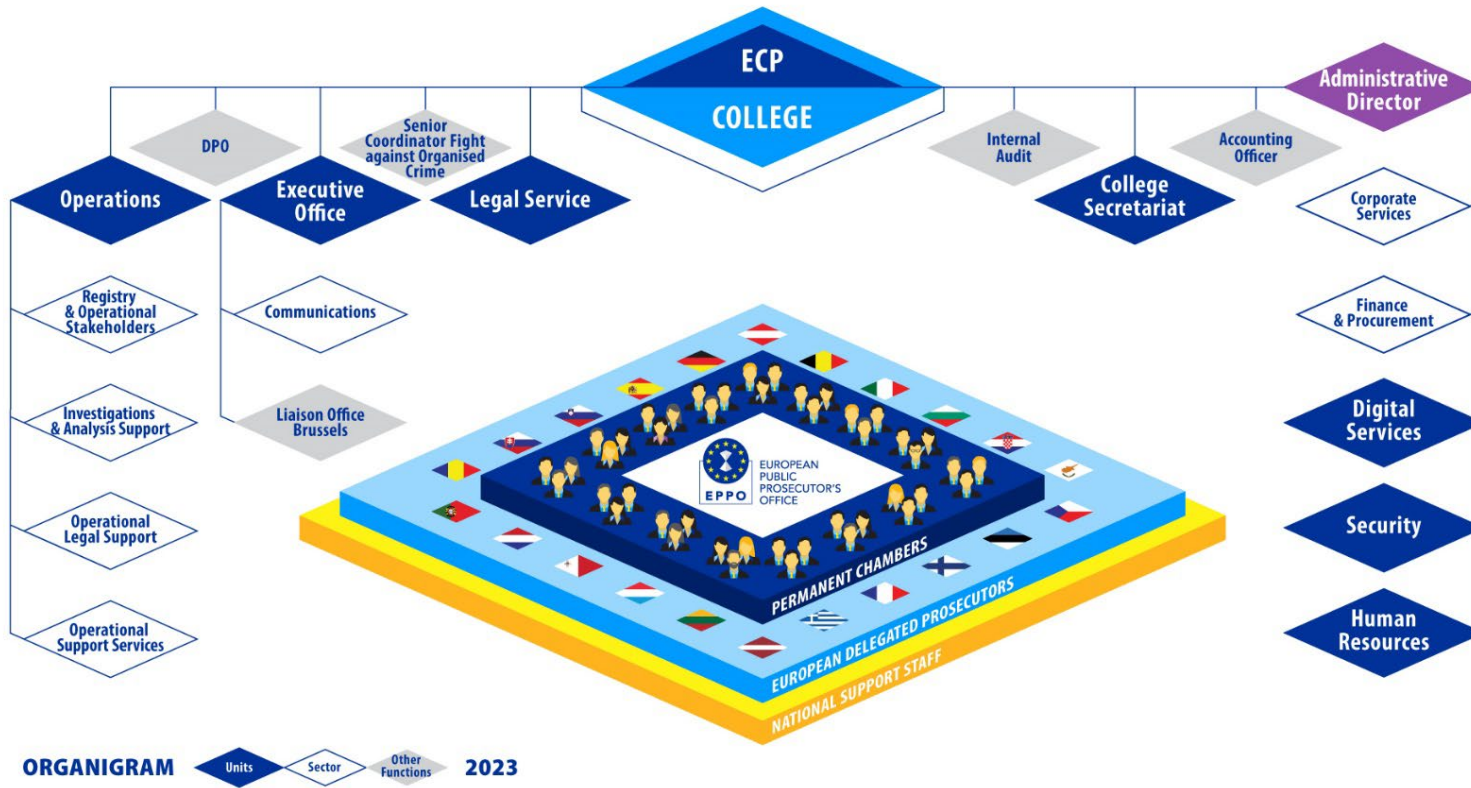 ECP
COLLEGE
Administrative
Director
DPO
Senior
Coordinator Fight
against Organised
Crime
Internal
Audit
Accounting
Officer
Operations
Executive
Office
Legal Service
College
Secretariat
Corporate
Services
Registry
& Operational
Stakeholders
Communications
Finance
& Procurement
Investigations
& Analysis Support
Liaison Office
Brussels
Digital
Services
Operational
Legal Support
Security
Operational
Support Services
Human
Resources
EPPO
EUROPEAN
PUBLIC
PROSECUTOR'S
OFFICE
PERMANENT CHAMBERS
EUROPEAN DELEGATED PROSECUTORS
NATIONAL SUPPORT STAFF
ORGANIGRAM
Units
Sector
Other
Functions
2023